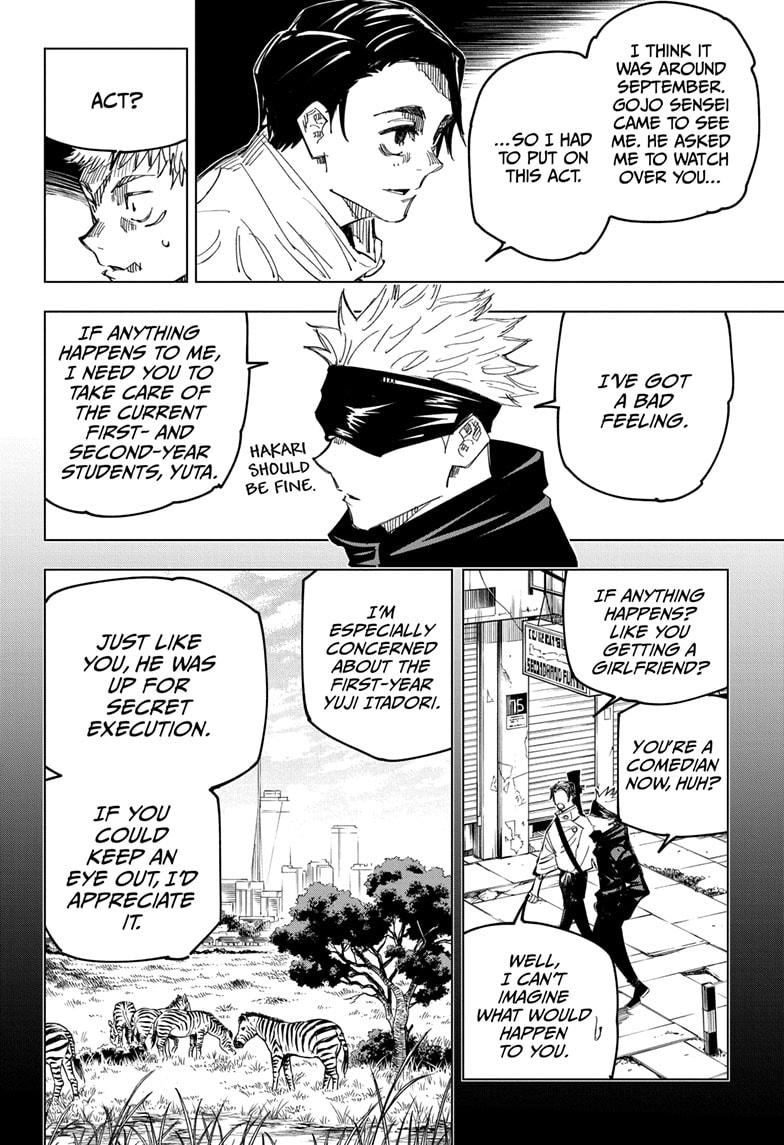 I THINK IT
WAS AROUND
SEPTEMBER.
GOJO SENSEI
CAME TO SEE
ME. HE ASKED
ME TO WATCH
OVER YOU...
...SO I HAD
TO PUT ON
THIS ACT.
ACT?
I'VE GOT
A BAD
FEELING.
HAKARI
SHOULD
BE FINE.
IF ANYTHING
HAPPENS TO ME,
I NEED YOU TO
TAKE CARE OF
THE CURRENT
FIRST- AND
SECOND-YEAR
STUDENTS, YUTA.
IF ANYTHING
HAPPENS?
LIKE YOU
GETTING A
GIRLFRIEND?
YOU'RE A
COMEDIAN
NOW, HUH?
15
WELL,
I CAN'T
IMAGINE
WHAT WOULD
HAPPEN
TO YOU.
I'M
ESPECIALLY
CONCERNED
ABOUT THE
FIRST-YEAR
YUJI ITADORI.
JUST LIKE
YOU, HE WAS
UP FOR
SECRET
EXECUTION.
IF YOU
COULD
KEEP AN
EYE OUT, I'D
APPRECIATE
IT.